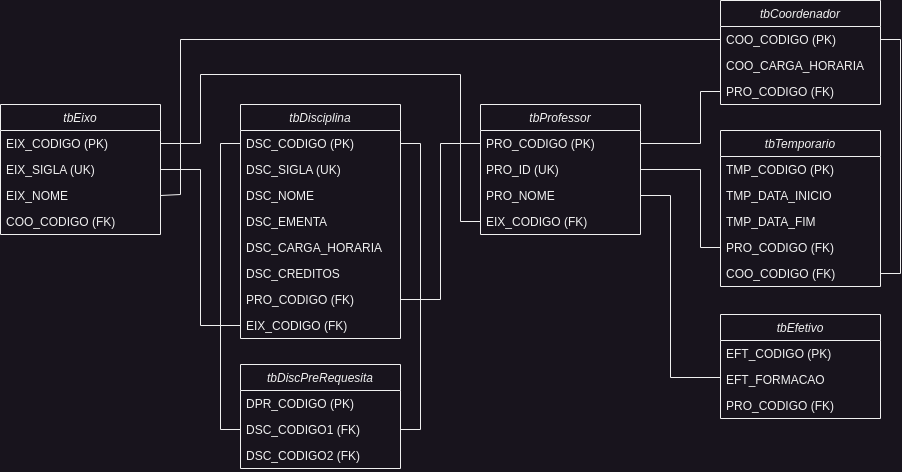 tbCoordenador
COO_CODIGO (PK)
COO_CARGA_HORARIA
PRO_CODIGO (FK)
tbEixo
EIX_CODIGO (PK)
EIX_SIGLA (UK)
EIX_NOME
COO_CODIGO (FK)
tbDisciplina
DSC_CODIGO (PK)
DSC_SIGLA (UK)
DSC_NOME
DSC_EMENTA
DSC_CARGA_HORARIA
DSC_CREDITOS
PRO_CODIGO (FK)
EIX_CODIGO (FK)
tbProfessor
PRO_CODIGO (PK)
PRO_ID (UK)
PRO_NOME
EIX_CODIGO (FK)
tbTemporario
TMP_CODIGO (PK)
TMP_DATA_INICIO
TMP_DATA_FIM
PRO_CODIGO (FK)
COO_CODIGO (FK)
tbEfetivo
EFT_CODIGO (PK)
EFT_FORMACAO
PRO_CODIGO (FK)
tbDiscPreRequesita
DPR_CODIGO (PK)
DSC_CODIGO1 (FK)
DSC_CODIGO2 (FK)